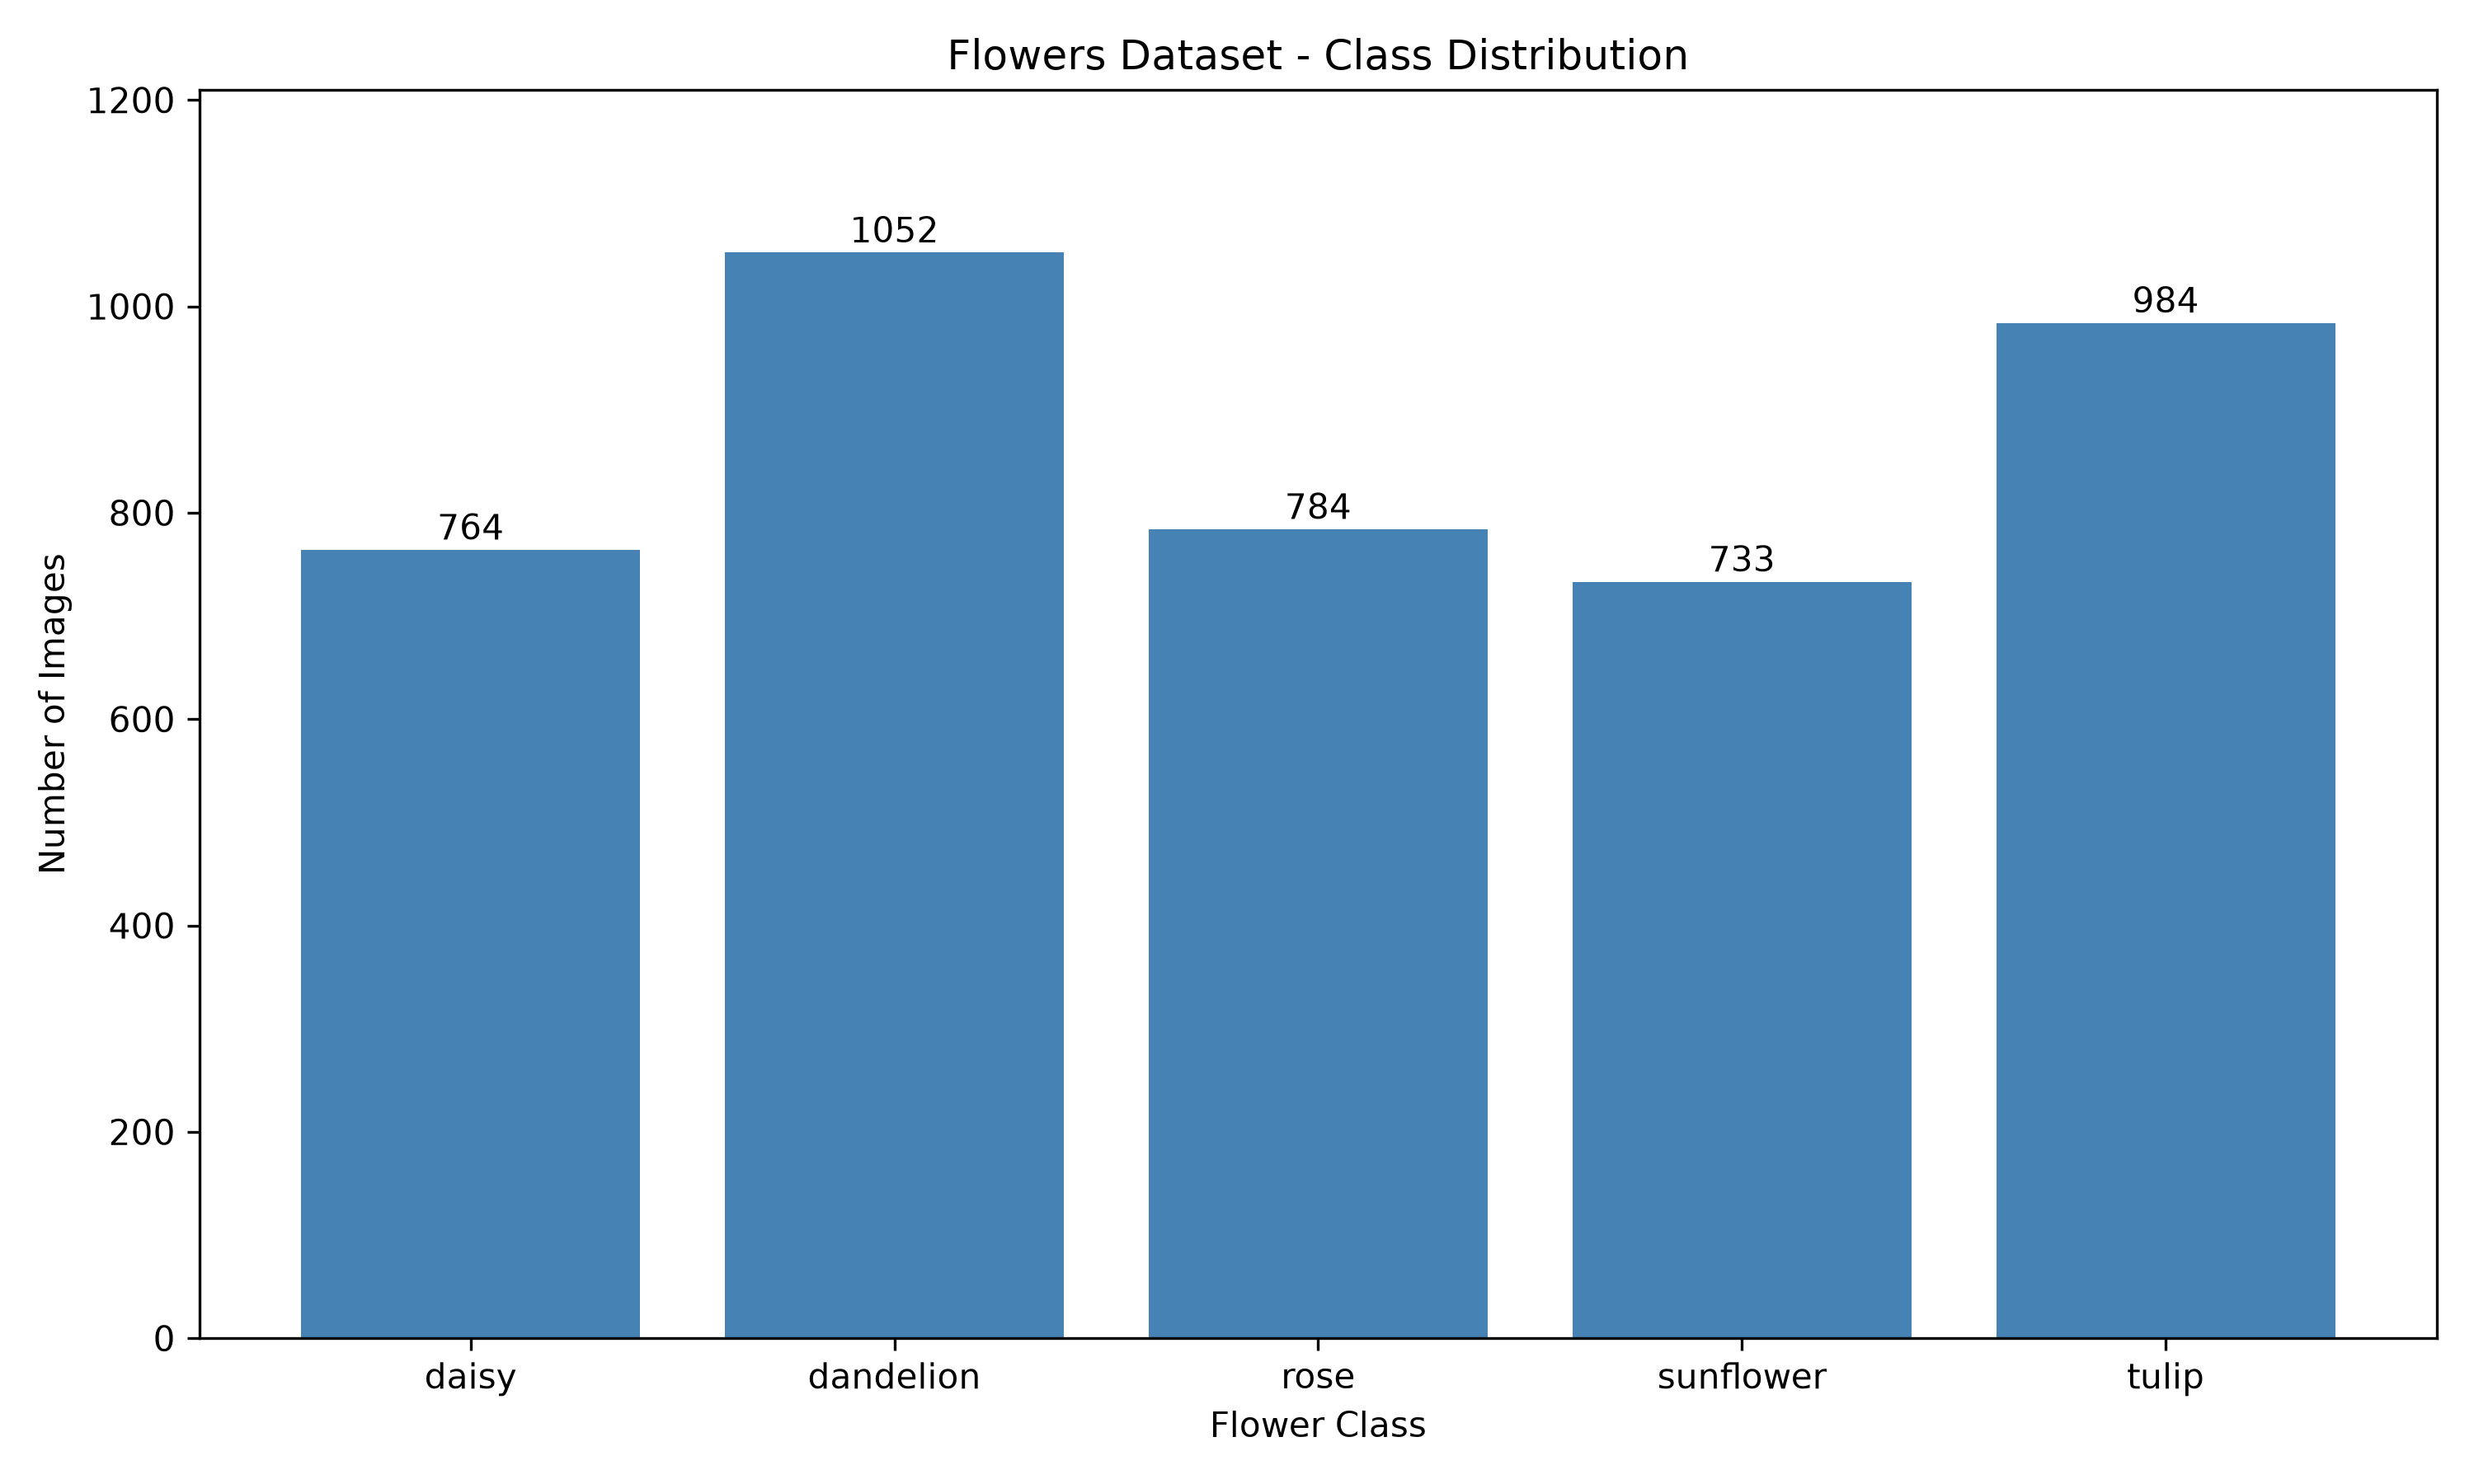 Flowers Dataset - Class Distribution
1200
1000
800
600
400
200
0
Number of Images
764
1052
784
733
984
daisy
dandelion
rose
sunflower
tulip
Flower Class